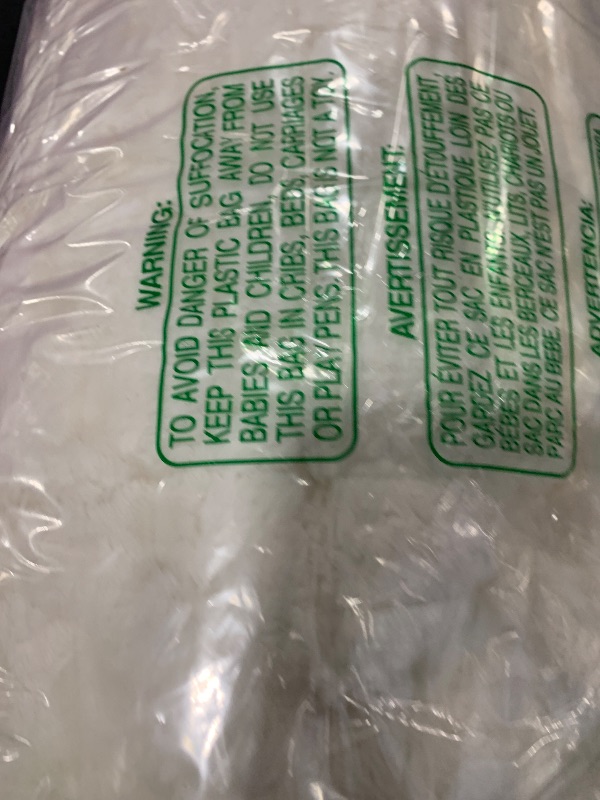 WARNING:
TO AVOID DANGER OF SUFFOCATION,
KEEP THIS PLASTIC BAG AWAY FROM
BABIES AND CHILDREN. DO NOT USE
THIS BAG IN CRIBS, BEDS, CARRIAGES
OR PLAY PENS. THIS BAG IS NOT A TOY.
AVERTISSEMENT:
POUR ÉVITER TOUT RISQUE D'ÉTOUFFEMENT,
GARDEZ CE SAC EN PLASTIQUE LOIN DES
BÉBÉS ET LES ENFANTS. N'UTILISEZ PAS CE
SAC DANS LES BERCEAUX, LITS, CHARIOTS OU
PARC AU BEBE. CE SAC N'EST PAS UN JOUET.
ADVERTENCIA: